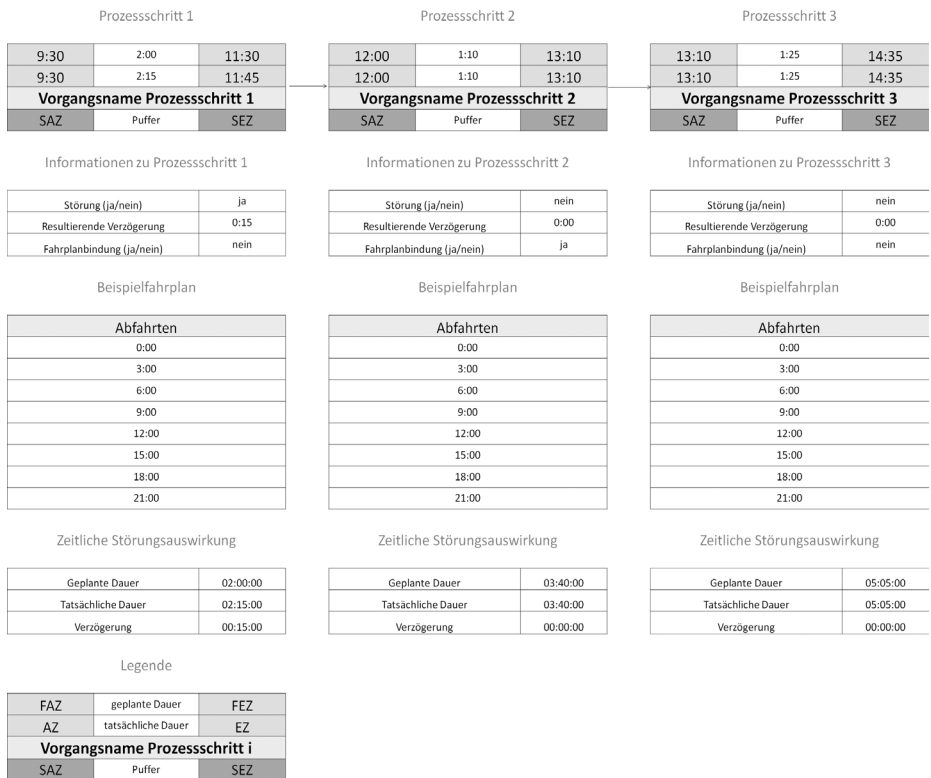 Prozessschritt 1 Prozessschritt 2 Prozessschritt 3
9:30 2:00 11:30 12:00 1:10 13:10 13:10 1:25 14:35
9:30 2:15 11:45 12:00 1:10 13:10 13:10 1:25 14:35
Vorgangsname Prozessschritt 1 Vorgangsname Prozessschritt 2 Vorgangsname Prozessschritt 3
SAZ Puffer SEZ SAZ Puffer SEZ SAZ Puffer SEZ
Informationen zu Prozessschritt 1 Informationen zu Prozessschritt 2 Informationen zu Prozessschritt 3
Störung (ja/nein) ja Störung (ja/nein) nein Störung (ja/nein) nein
Resultierende Verzögerung 0:15 Resultierende Verzögerung 0:00 Resultierende Verzögerung 0:00
Fahrplanbindung (ja/nein) nein Fahrplanbindung (ja/nein) ja Fahrplanbindung (ja/nein) nein
Beispielfahrplan Beispielfahrplan Beispielfahrplan
Abfahrten Abfahrten Abfahrten
0:00 0:00 0:00
3:00 3:00 3:00
6:00 6:00 6:00
9:00 9:00 9:00
12:00 12:00 12:00
15:00 15:00 15:00
18:00 18:00 18:00
21:00 21:00 21:00
Zeitliche Störungsauswirkung Zeitliche Störungsauswirkung Zeitliche Störungsauswirkung
Geplante Dauer 02:00:00 Geplante Dauer 03:40:00 Geplante Dauer 05:05:00
Tatsächliche Dauer 02:15:00 Tatsächliche Dauer 03:40:00 Tatsächliche Dauer 05:05:00
Verzögerung 00:15:00 Verzögerung 00:00:00 Verzögerung 00:00:00
Legende
FAZ geplante Dauer FEZ
AZ tatsächliche Dauer EZ
Vorgangsname Prozessschritt i
SAZ Puffer SEZ